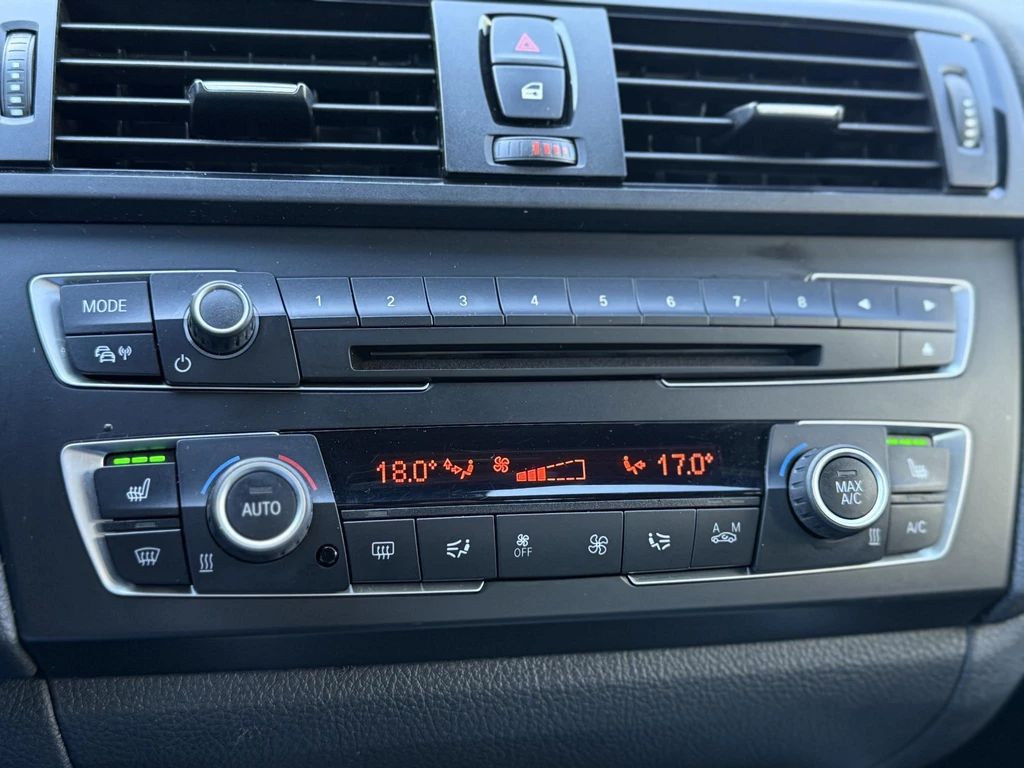 MODE 1 2 3 4 5 6 7 8
18.0° 17.0°
AUTO MAX A/C
OFF A M A/C